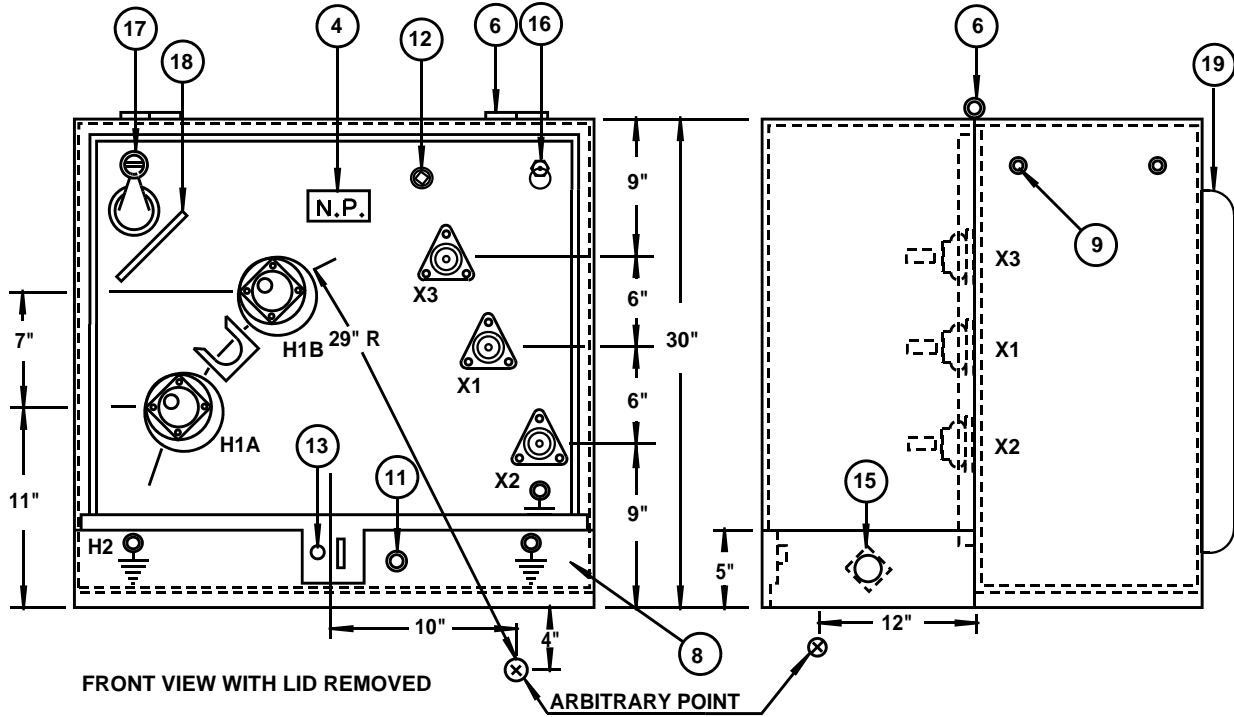 17
18
4
12
6
16
6
19
N.P.
9"
9
X3
X3
6"
7"
H1B
29" R
30"
X1
X1
6"
H1A
X2
X2
13
11
15
11"
9"
H2
5"
10"
4"
8
12"
FRONT VIEW WITH LID REMOVED
ARBITRARY POINT